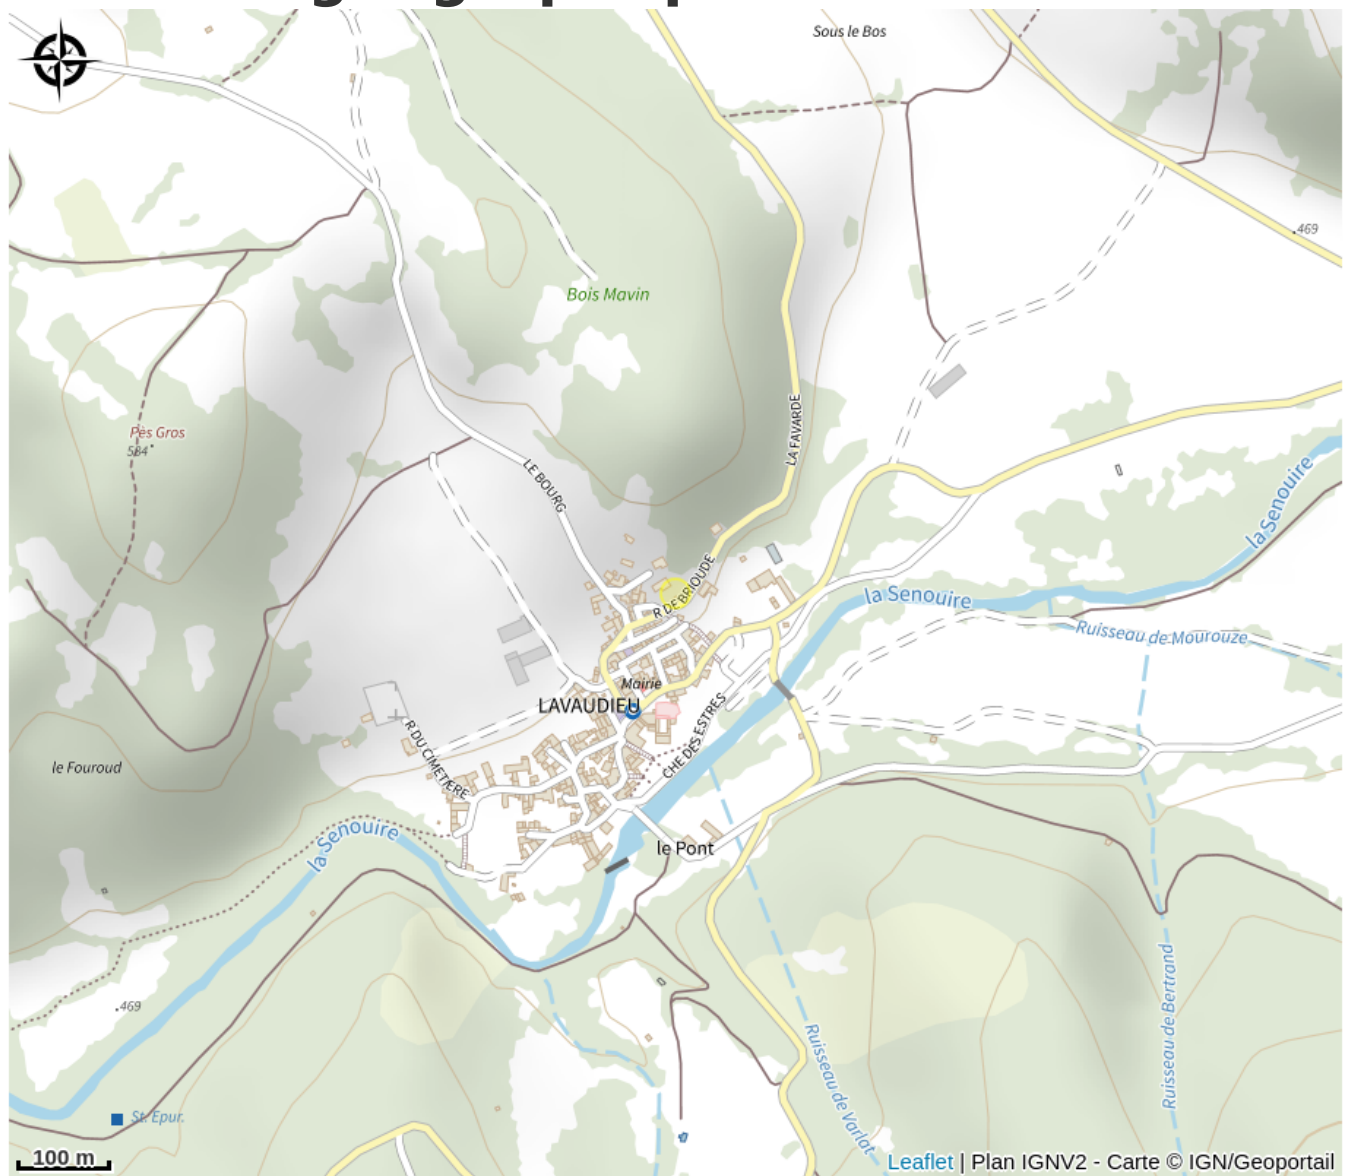 Sous le Bos
469
Bois Mavin
Pès Gros
584
LA FAVARDE
LE BOURG
la Senouire
R DE BRIOUDE
la Senouire
Ruisseau de Mourouze
Mairie
LAVAUDIEU
CHE DES ESTRES
R DU CIMETIERE
le Fouroud
la Senouire
le Pont
469
Ruisseau de Bertrand
Ruisseau de Varlat
St. Epur.
100 m
Leaflet | Plan IGNV2 - Carte © IGN/Geoportail